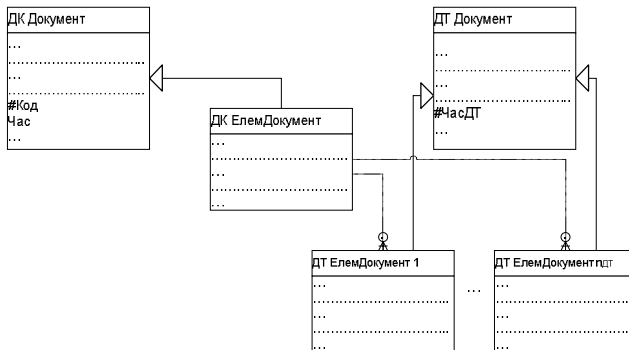 ДК Документ
…
…
#Код
Час
…
ДТ Документ
…
…
#ЧасДТ
…
ДК ЕлемДокумент
…
…
…
ДТ ЕлемДокумент 1
…
…
…
…
ДТ ЕлемДокумент nдт
…
…
…